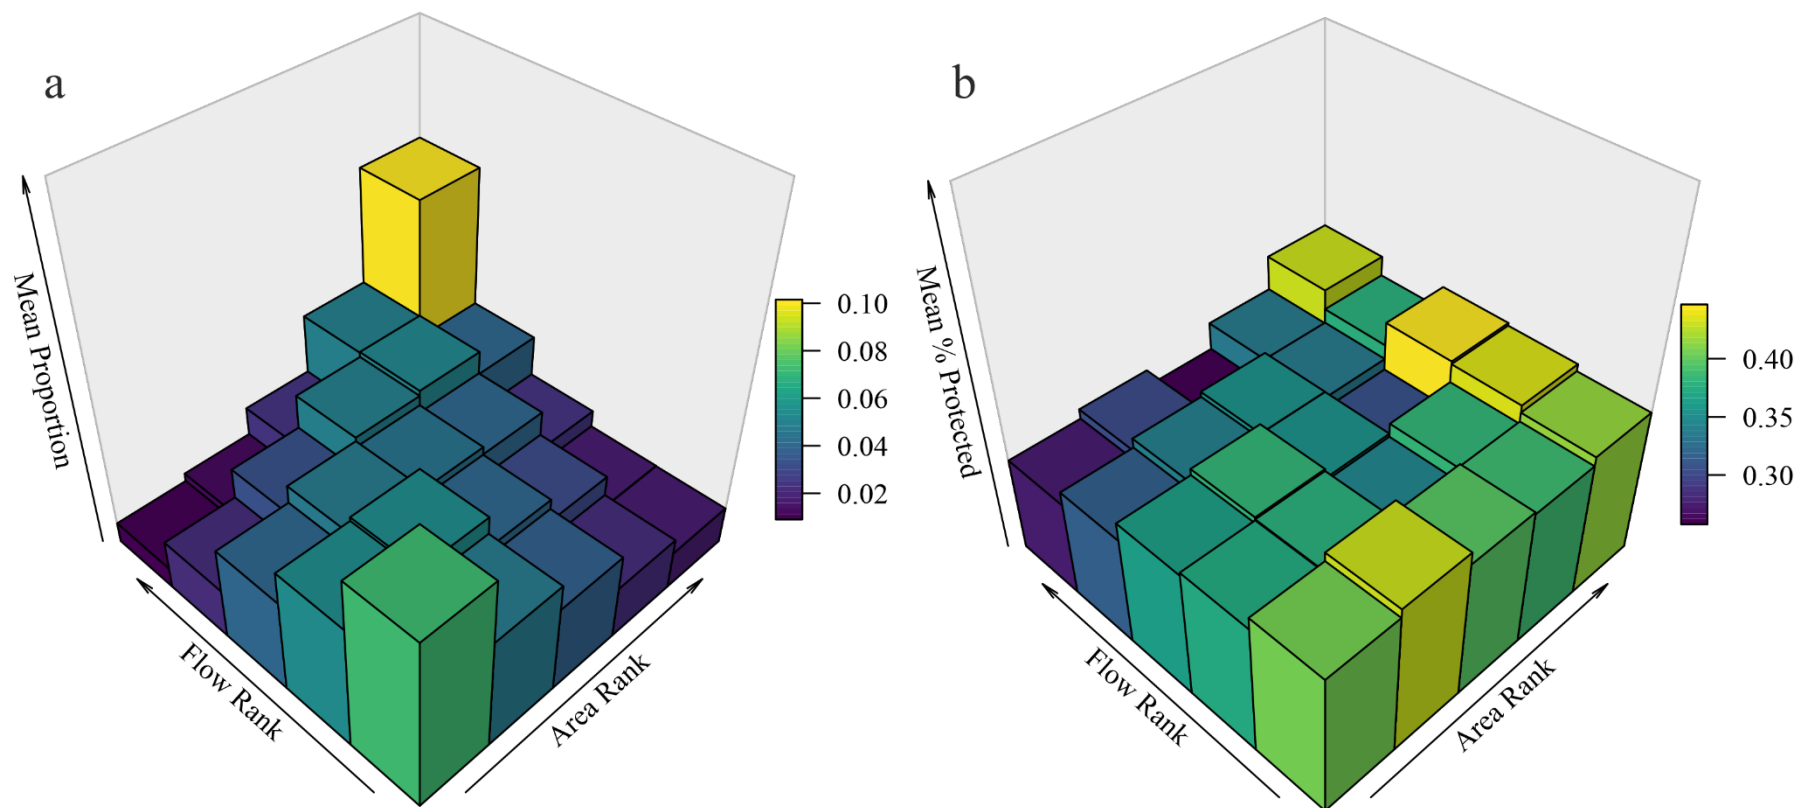 a
Mean Proportion
Flow Rank
Area Rank
0.10
0.08
0.06
0.04
0.02
b
Mean % Protected
Flow Rank
Area Rank
0.40
0.35
0.30